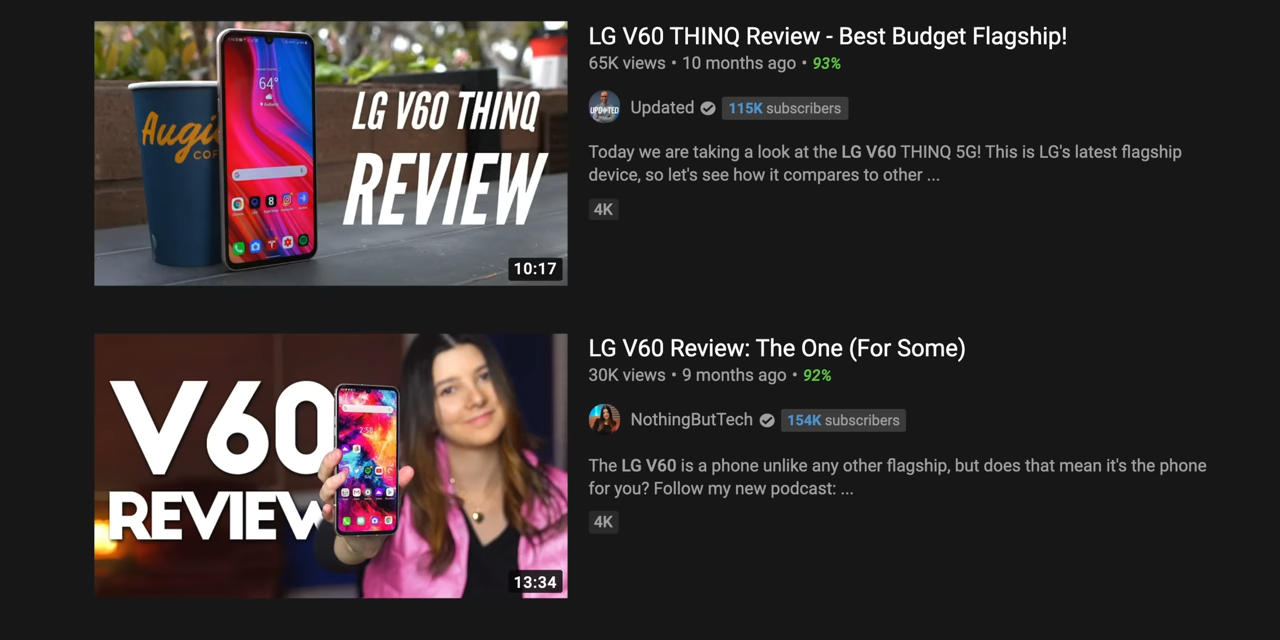 LG V60 THINQ
REVIEW
64°
10:17
LG V60 THINQ Review - Best Budget Flagship!
65K views • 10 months ago • 93%
UPDATED
Updated
115K subscribers
Today we are taking a look at the LG V60 THINQ 5G! This is LG's latest flagship
device, so let's see how it compares to other ...
4K
V60
REVIEW
2:38
13:34
LG V60 Review: The One (For Some)
30K views • 9 months ago • 92%
NothingButTech
154K subscribers
The LG V60 is a phone unlike any other flagship, but does that mean it's the phone
for you? Follow my new podcast: ...
4K